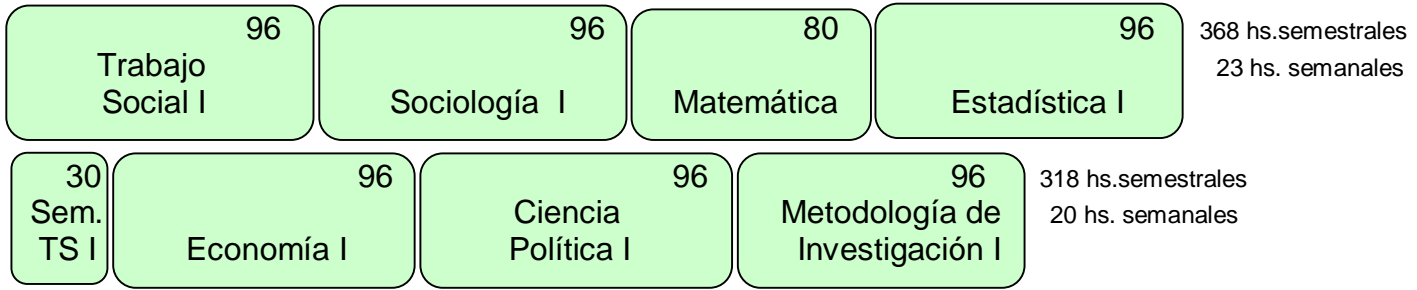 96
Trabajo
Social I
96
Sociología I
80
Matemática
96
Estadística I
368 hs.semestrales
23 hs. semanales
30
Sem.
TS I
96
Economía I
96
Ciencia
Política I
96
Metodología de
Investigación I
318 hs.semestrales
20 hs. semanales